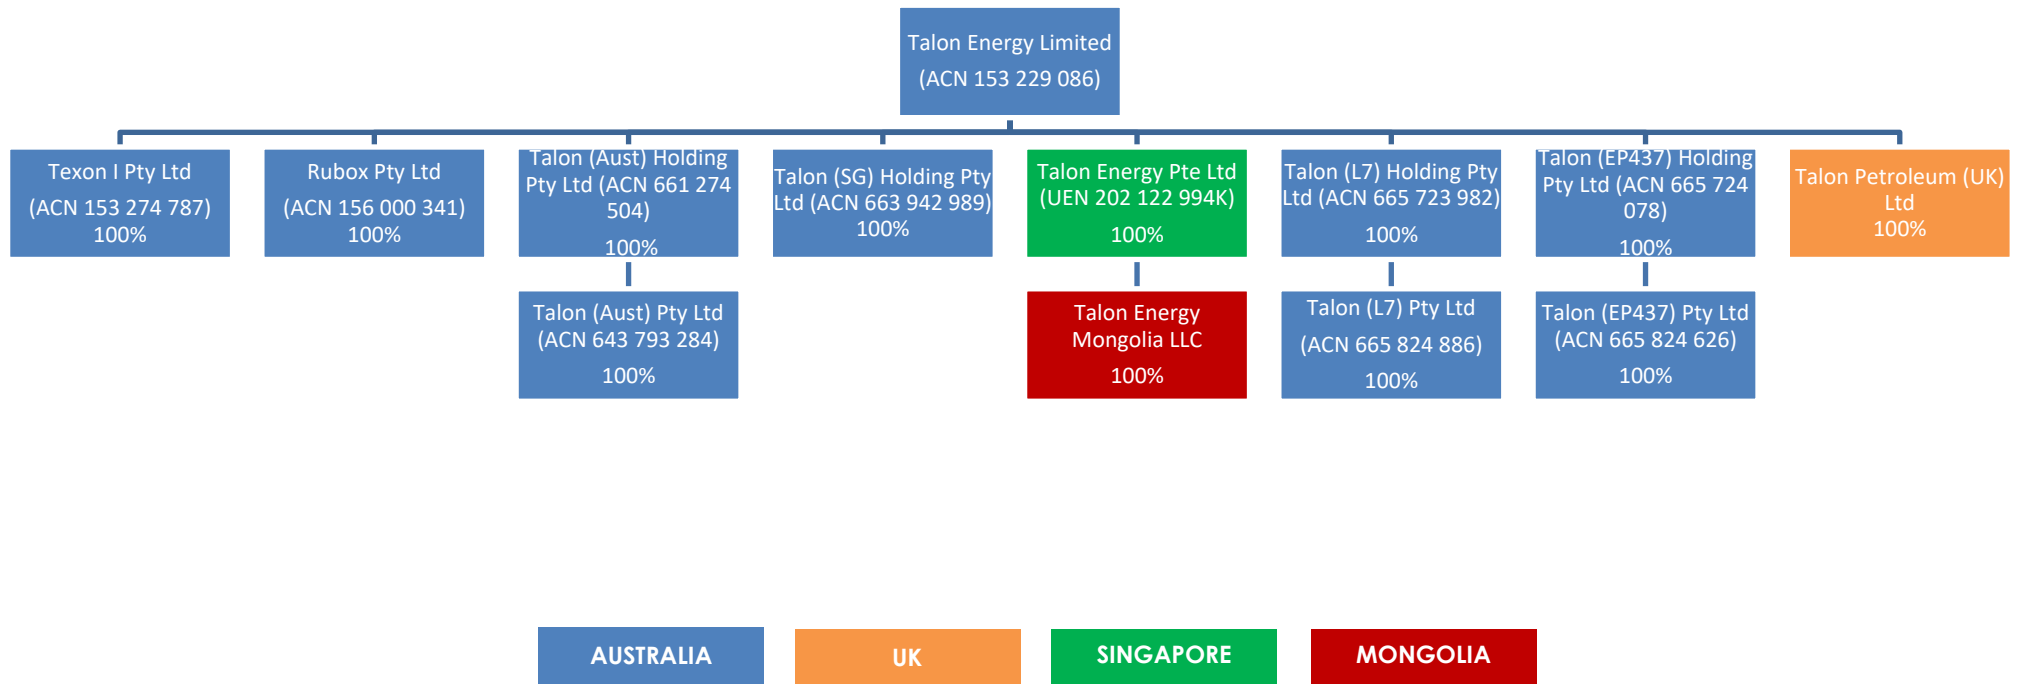 Talon Energy Limited
(ACN 153 229 086)
Texon I Pty Ltd
(ACN 153 274 787)
100%
Rubox Pty Ltd
(ACN 156 000 341)
100%
Talon (Aust) Holding
Pty Ltd (ACN 661 274
504)
100%
Talon (SG) Holding Pty
Ltd (ACN 663 942 989)
100%
Talon Energy Pte Ltd
(UEN 202 122 994K)
100%
Talon (L7) Holding Pty
Ltd (ACN 665 723 982)
100%
Talon (EP437) Holding
Pty Ltd (ACN 665 724
078)
100%
Talon Petroleum (UK)
Ltd
100%
Talon (Aust) Pty Ltd
(ACN 643 793 284)
100%
Talon Energy
Mongolia LLC
100%
Talon (L7) Pty Ltd
(ACN 665 824 886)
100%
Talon (EP437) Pty Ltd
(ACN 665 824 626)
100%
AUSTRALIA
UK
SINGAPORE
MONGOLIA